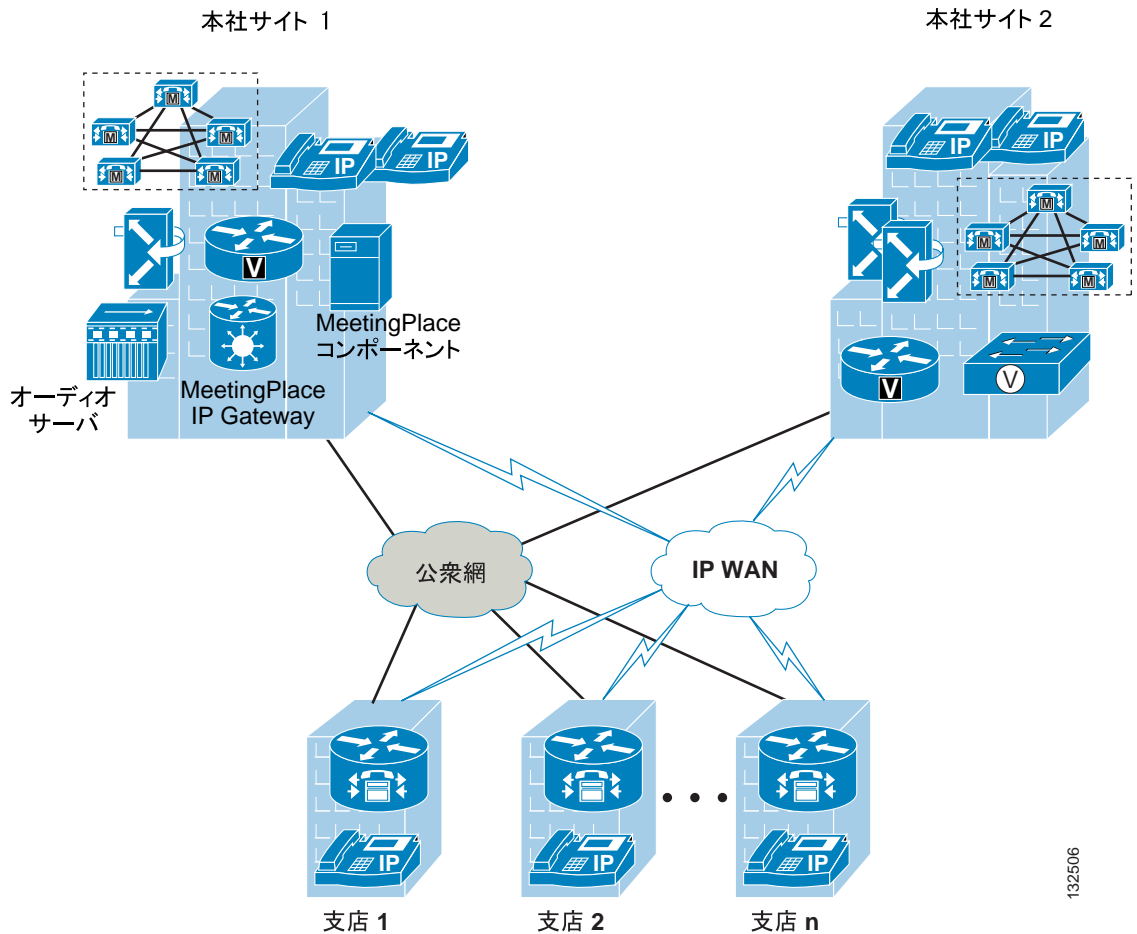 本社サイト 1
本社サイト 2
M
M
M
M
M
IP
IP
IP
IP
M
M
M
M
M
V
MeetingPlace
コンポーネント
オーディオ
サーバ
MeetingPlace
IP Gateway
V
V
公衆網
IP WAN
IP
IP
IP
支店 1
支店 2
支店 n
132506